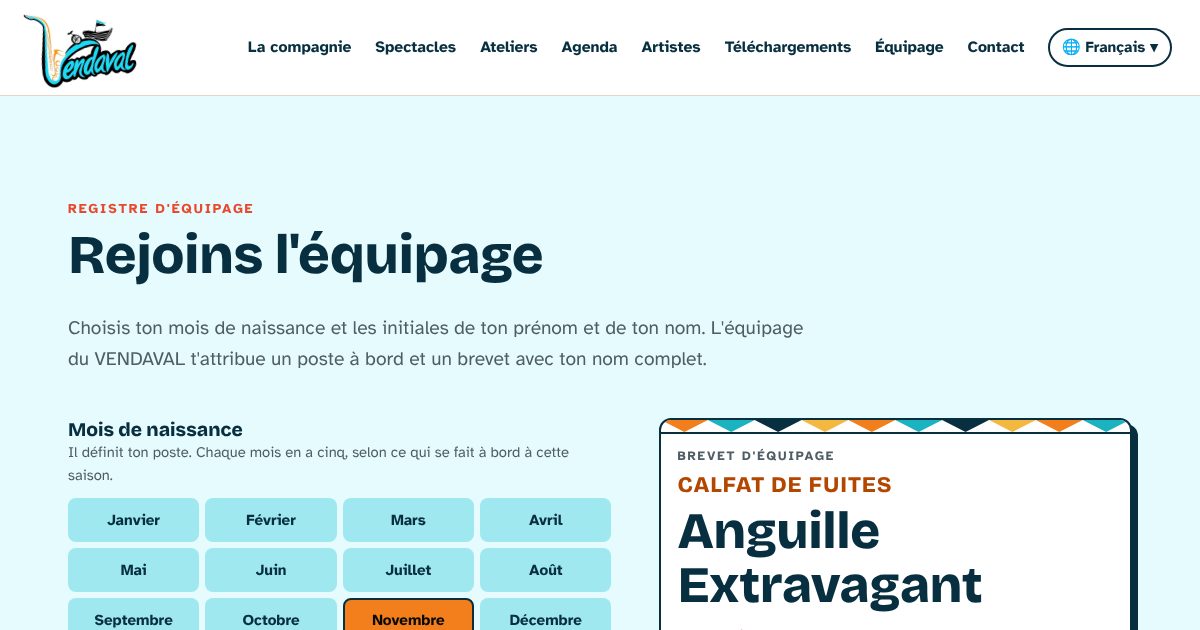 Vendaval
La compagnie
Spectacles
Ateliers
Agenda
Artistes
Téléchargements
Équipage
Contact
🌐 Français ▾
REGISTRE D'ÉQUIPAGE
Rejoins l'équipage
Choisis ton mois de naissance et les initiales de ton prénom et de ton nom. L'équipage
du VENDAVAL t'attribue un poste à bord et un brevet avec ton nom complet.
Mois de naissance
Il définit ton poste. Chaque mois en a cinq, selon ce qui se fait à bord à cette
saison.
Janvier
Février
Mars
Avril
Mai
Juin
Juillet
Août
Septembre
Octobre
Novembre
Décembre
BREVET D'ÉQUIPAGE
CALFAT DE FUITES
Anguille
Extravagant